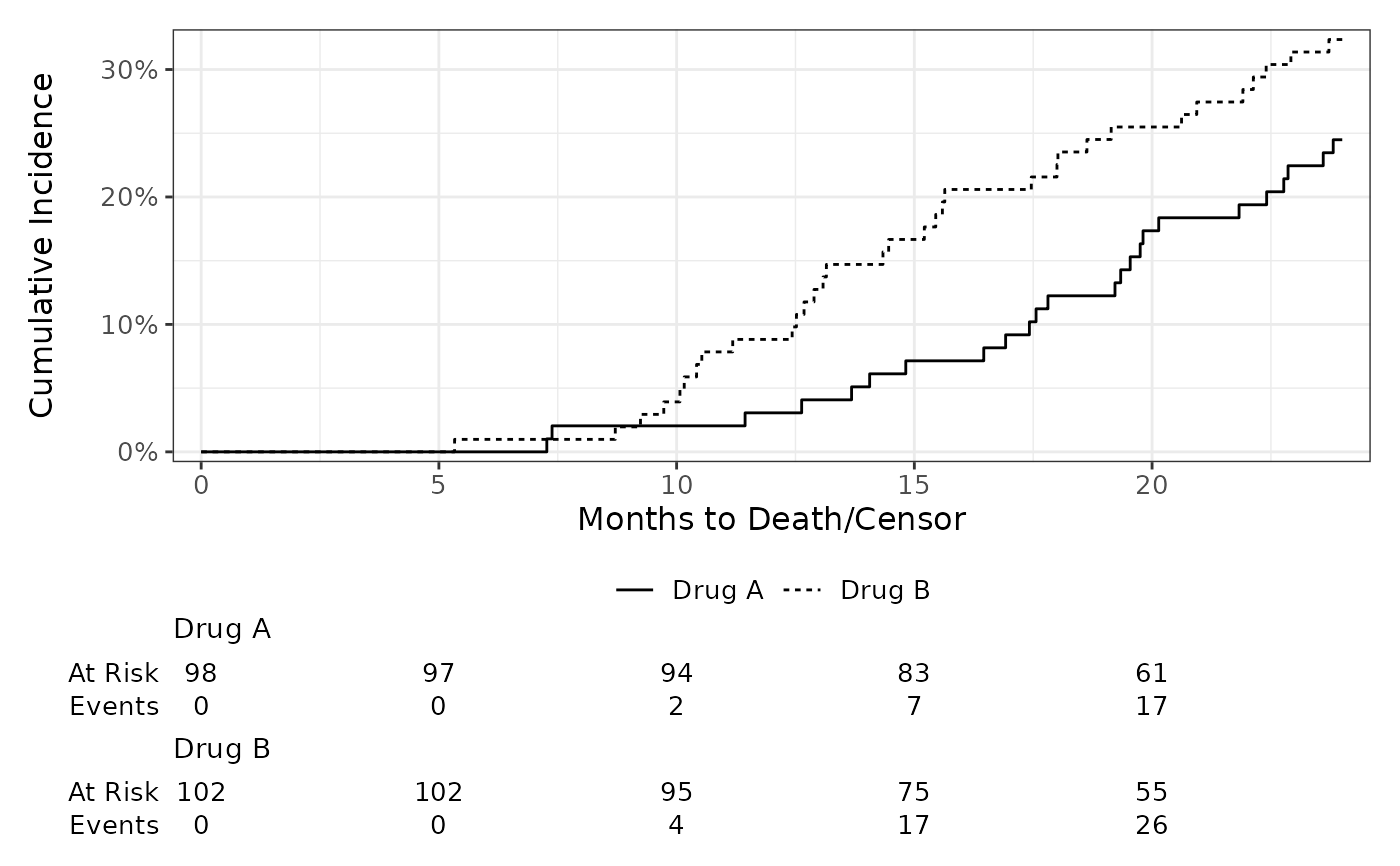 Cumulative Incidence
30%
20%
10%
0%
0 5 10 15 20
Months to Death/Censor
Drug A Drug B
Drug A
At Risk 98 97 94 83 61
Events 0 0 2 7 17
Drug B
At Risk 102 102 95 75 55
Events 0 0 4 17 26